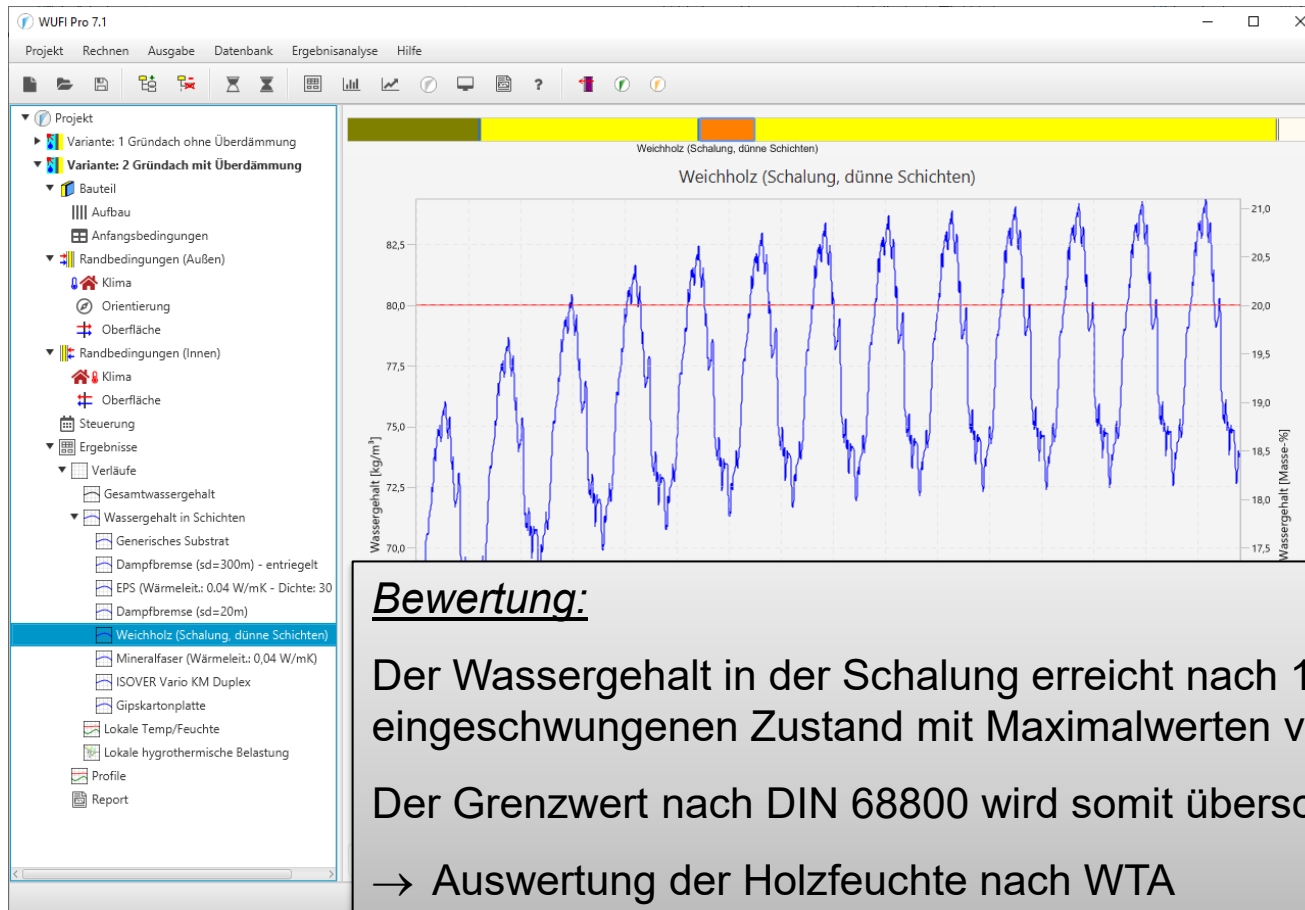 WUFI Pro 7.1
Projekt Rechnen Ausgabe Datenbank Ergebnisanalyse Hilfe
?
Projekt
Variante: 1 Gründach ohne Überdämmung
Variante: 2 Gründach mit Überdämmung
Bauteil
Aufbau
Anfangsbedingungen
Randbedingungen (Außen)
Klima
Orientierung
Oberfläche
Randbedingungen (Innen)
Klima
Oberfläche
Steuerung
Ergebnisse
Verläufe
Gesamtwassergehalt
Wassergehalt in Schichten
Generisches Substrat
Dampfbremse (sd=300m) - entriegelt
EPS (Wärmeleit.: 0.04 W/mK - Dichte: 30
Dampfbremse (sd=20m)
Weichholz (Schalung, dünne Schichten)
Mineralfaser (Wärmeleit.: 0,04 W/mK)
ISOVER Vario KM Duplex
Gipskartonplatte
Lokale Temp/Feuchte
Lokale hygrothermische Belastung
Profile
Report
Weichholz (Schalung, dünne Schichten)
Weichholz (Schalung, dünne Schichten)
Wassergehalt [kg/m³]
82,5
80,0
77,5
75,0
72,5
70,0
21,0
20,5
20,0
19,5
19,0
18,5
18,0
17,5
Wassergehalt [Masse-%]
Bewertung:
Der Wassergehalt in der Schalung erreicht nach 1
eingeschwungenen Zustand mit Maximalwerten v
Der Grenzwert nach DIN 68800 wird somit übersc
→ Auswertung der Holzfeuchte nach WTA